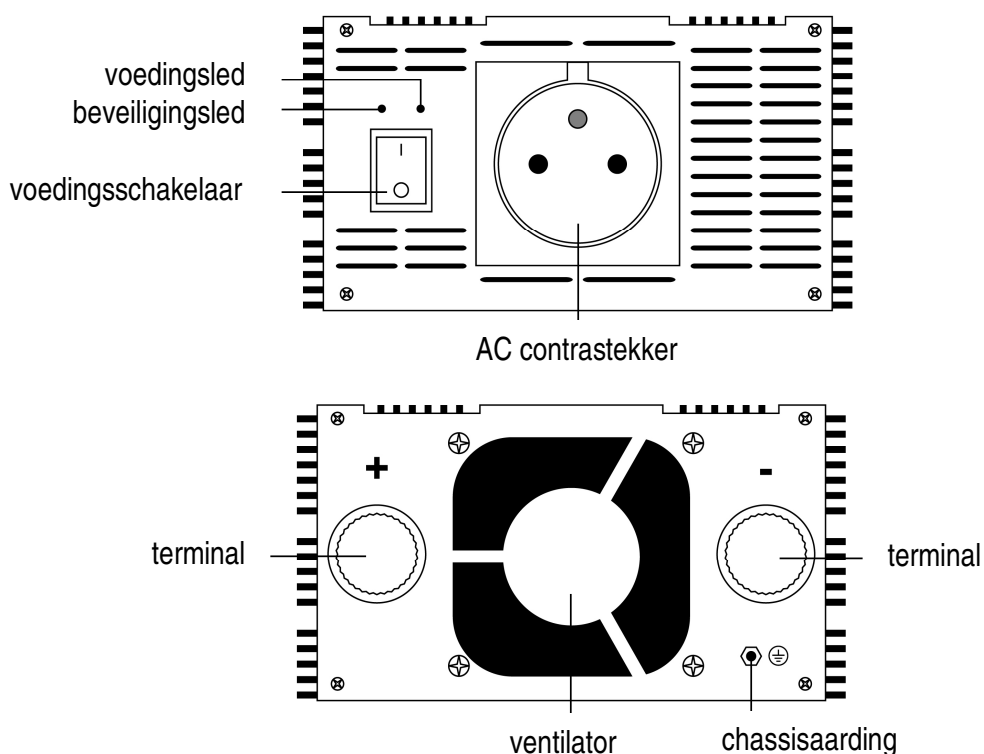 voedingsled
beveiligingsled
voedingsschakelaar
I
AC contrastekker
+
-
terminal
terminal
ventilator
chassisaarding